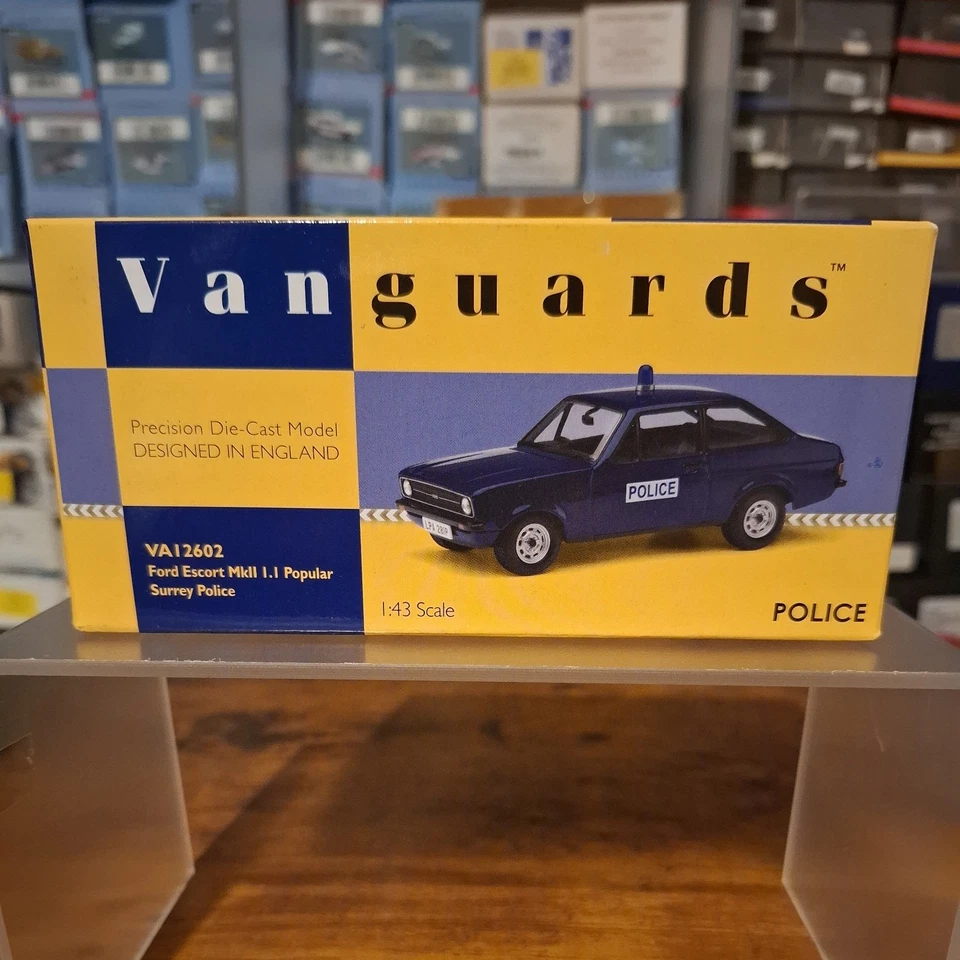 Vanguards™
Precision Die-Cast Model
DESIGNED IN ENGLAND
POLICE
VA12602
Ford Escort MkII 1.1 Popular
Surrey Police
1:43 Scale
POLICE